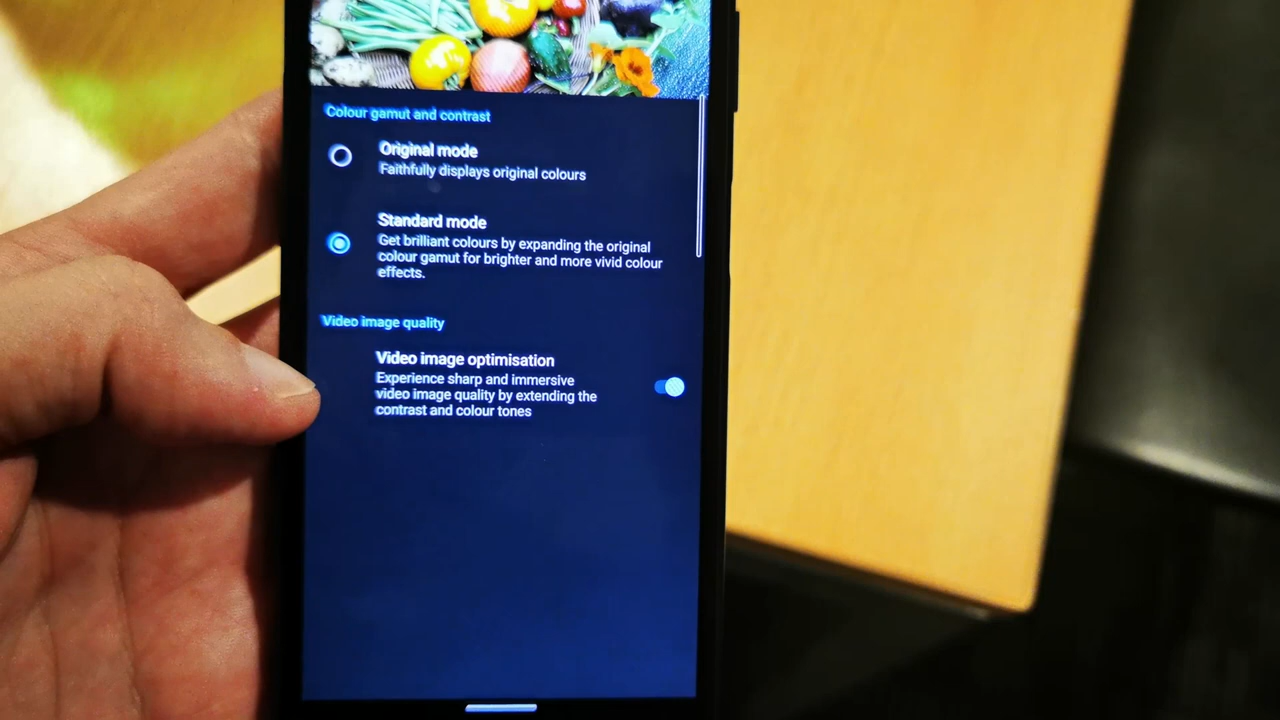 Colour gamut and contrast
Original mode
Faithfully displays original colours
Standard mode
Get brilliant colours by expanding the original
colour gamut for brighter and more vivid colour
effects.
Video image quality
Video image optimisation
Experience sharp and immersive
video image quality by extending the
contrast and colour tones